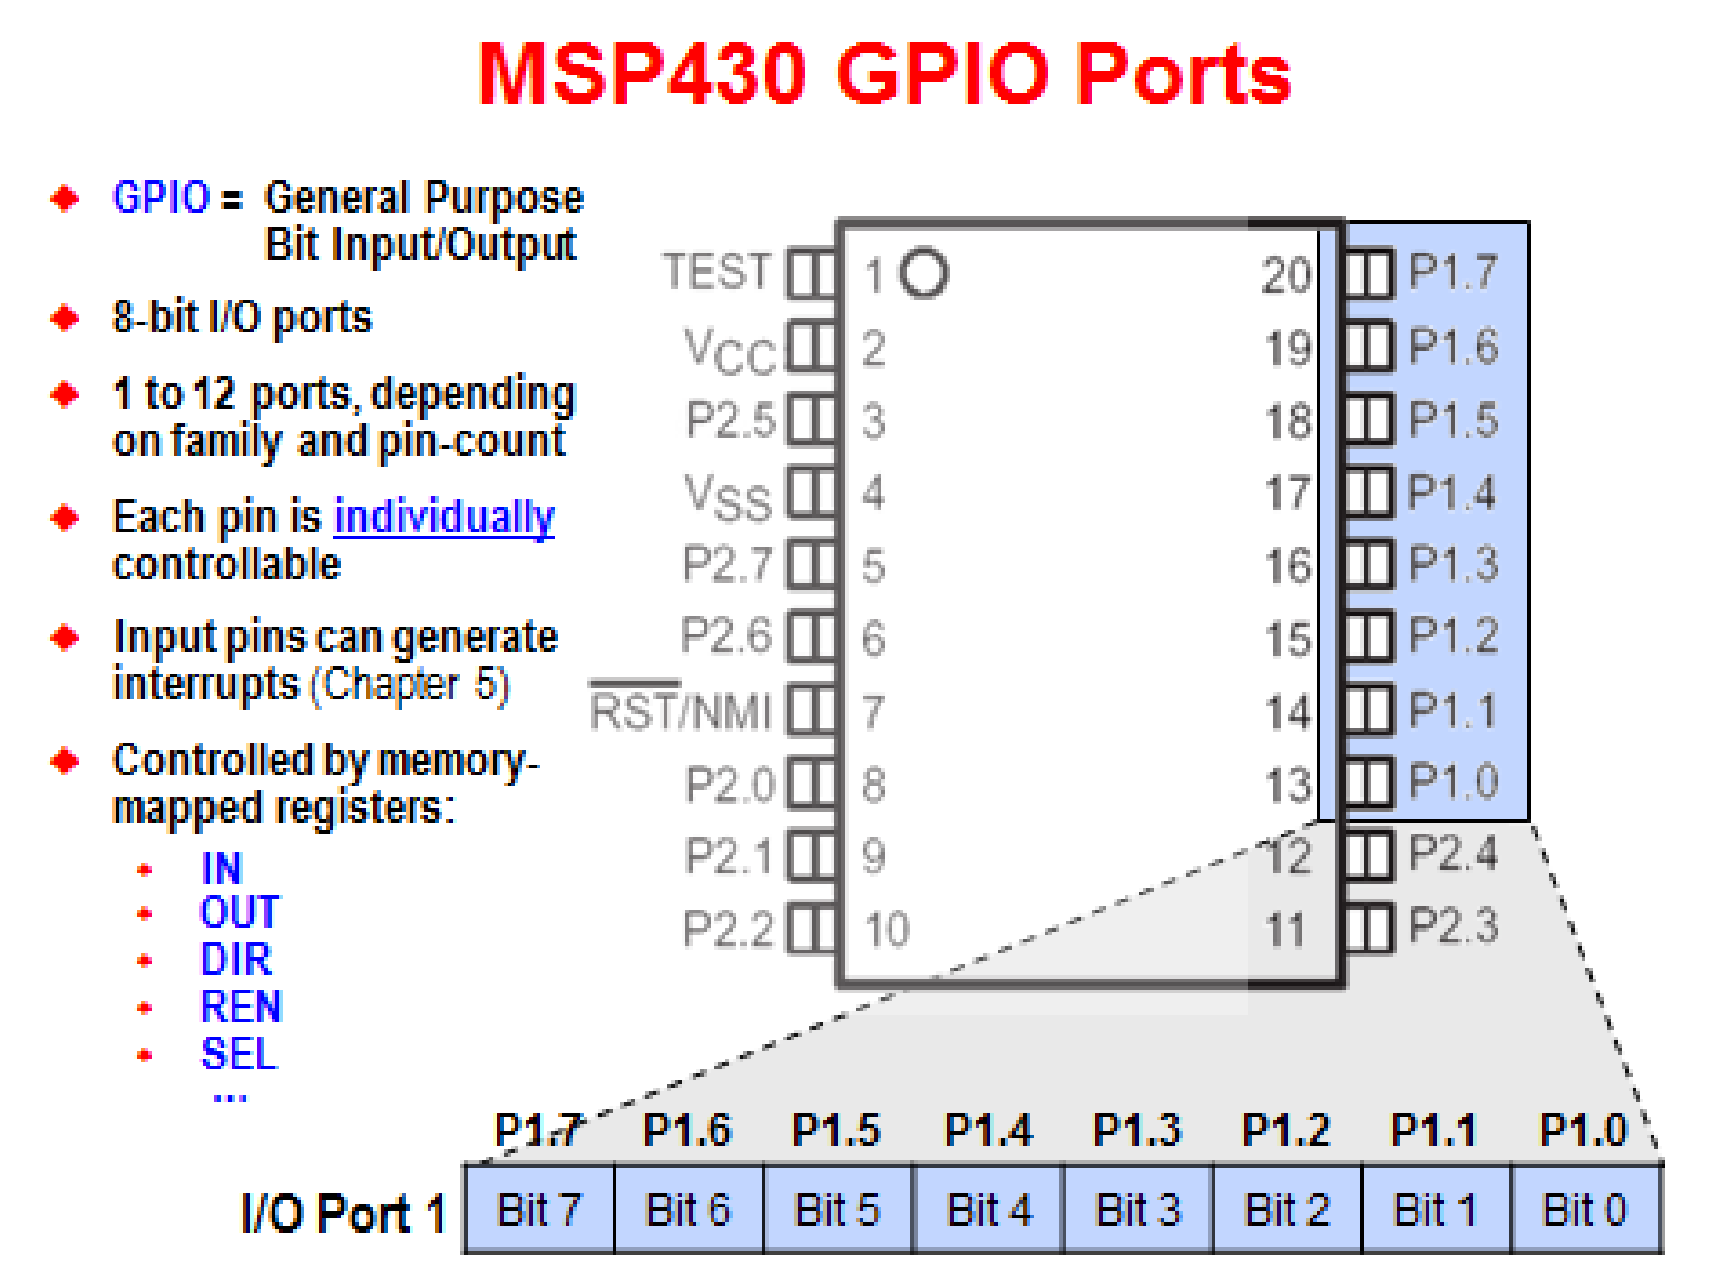 MSP430 GPIO Ports
GPIO = General Purpose
Bit Input/Output
8-bit I/O ports
1 to 12 ports, depending
on family and pin-count
Each pin is individually
controllable
Input pins can generate
interrupts (Chapter 5)
Controlled by memory-
mapped registers:
IN
OUT
DIR
REN
SEL
...
TEST 1 20 P1.7
VCC 2 19 P1.6
P2.5 3 18 P1.5
VSS 4 17 P1.4
P2.7 5 16 P1.3
P2.6 6 15 P1.2
RST/NMI 7 14 P1.1
P2.0 8 13 P1.0
P2.1 9 12 P2.4
P2.2 10 11 P2.3
P1.7 P1.6 P1.5 P1.4 P1.3 P1.2 P1.1 P1.0
I/O Port 1 Bit 7 Bit 6 Bit 5 Bit 4 Bit 3 Bit 2 Bit 1 Bit 0